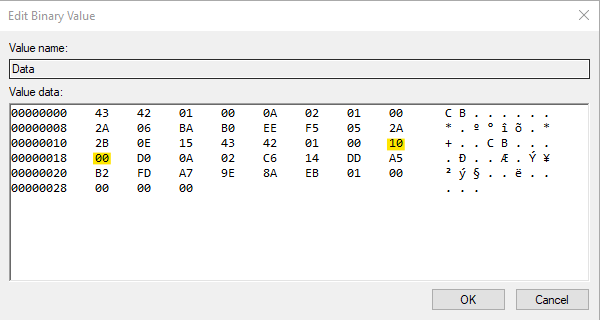 Edit Binary Value
Value name:
Data
Value data:
00000000 43 42 01 00 0A 02 01 00 C B . . . . . .
00000008 2A 06 BA B0 EE F5 05 2A * . º ° î õ . *
00000010 2B 0E 15 43 42 01 00 10 + . . C B . . .
00000018 00 D0 0A 02 C6 14 DD A5 . Ð . . Æ . Ý ¥
00000020 B2 FD A7 9E 8A EB 01 00 ² ý § . . ë . .
00000028 00 00 00 . . .
OK Cancel